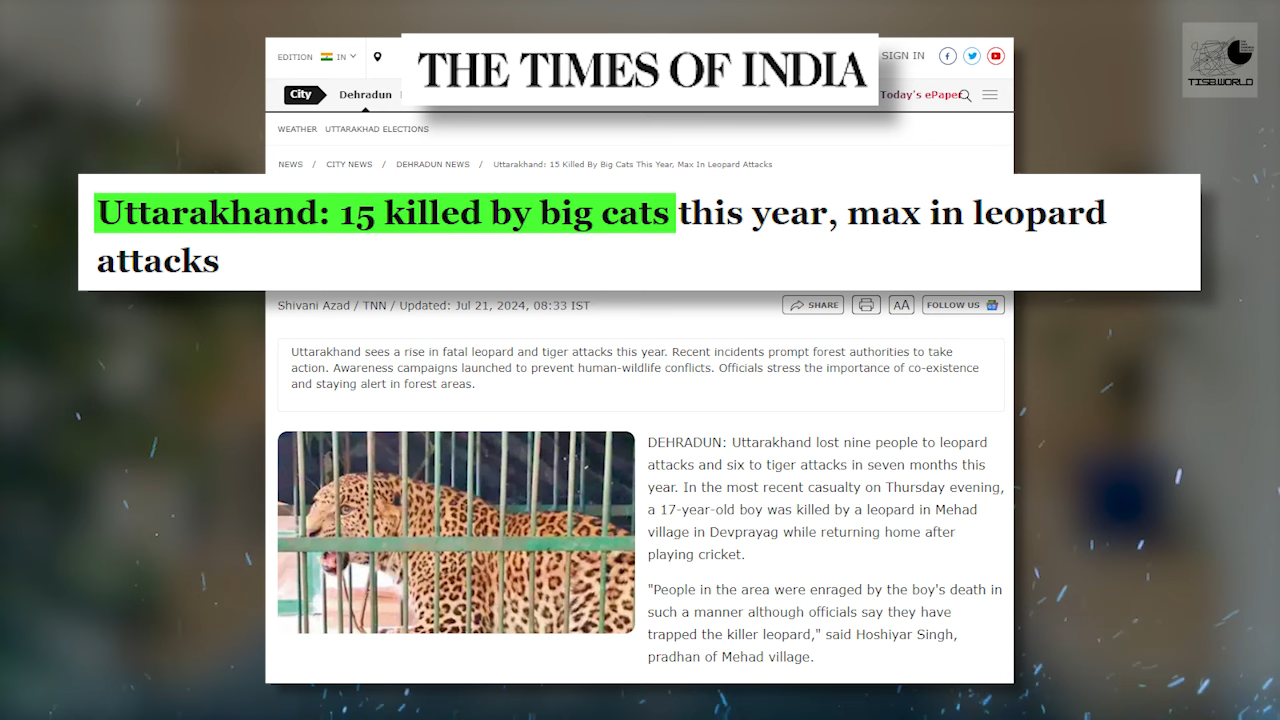 EDITION IN
THE TIMES OF INDIA
SIGN IN
City Dehradun
Today's ePaper
WEATHER UTTARAKHAD ELECTIONS
NEWS / CITY NEWS / DEHRADUN NEWS / Uttarakhand: 15 Killed By Big Cats This Year, Max In Leopard Attacks
Uttarakhand: 15 killed by big cats this year, max in leopard
attacks
Shivani Azad / TNN / Updated: Jul 21, 2024, 08:33 IST
SHARE AA FOLLOW US
Uttarakhand sees a rise in fatal leopard and tiger attacks this year. Recent incidents prompt forest authorities to take
action. Awareness campaigns launched to prevent human-wildlife conflicts. Officials stress the importance of co-existence
and staying alert in forest areas.
DEHRADUN: Uttarakhand lost nine people to leopard
attacks and six to tiger attacks in seven months this
year. In the most recent casualty on Thursday evening,
a 17-year-old boy was killed by a leopard in Mehad
village in Devprayag while returning home after
playing cricket.
"People in the area were enraged by the boy's death in
such a manner although officials say they have
trapped the killer leopard," said Hoshiyar Singh,
pradhan of Mehad village.
TISB.WORLD